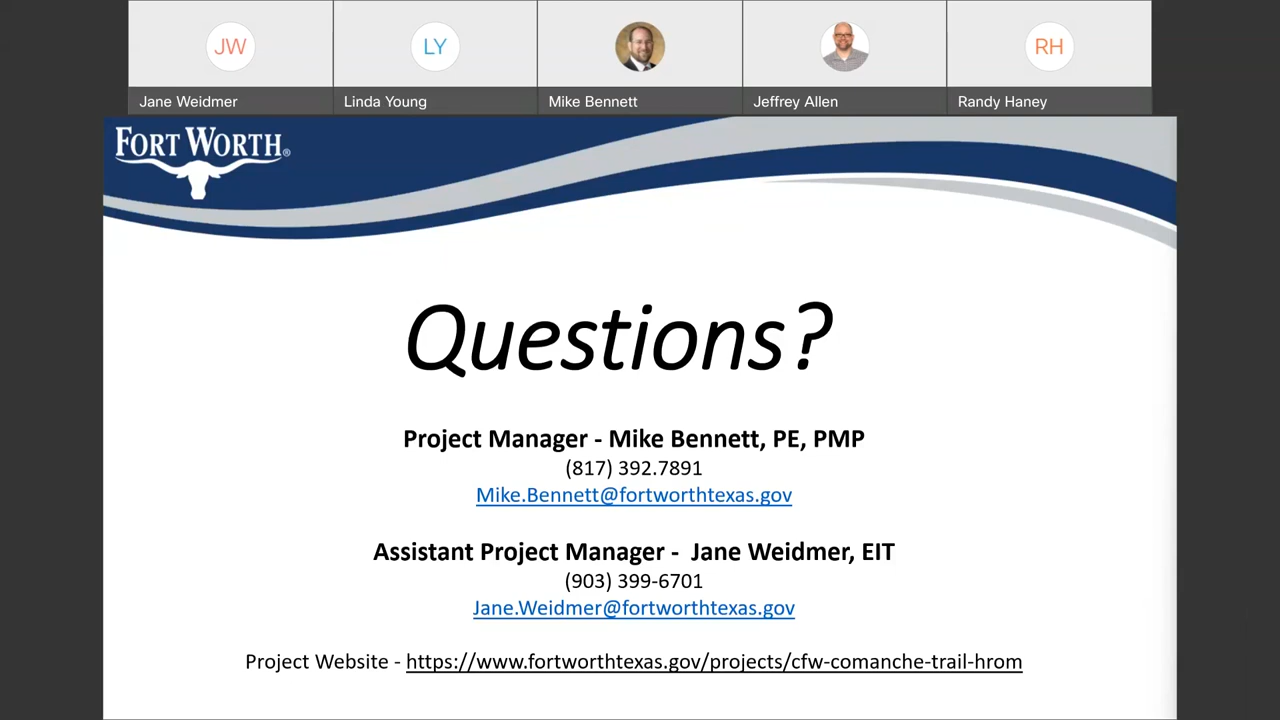 JW
LY
RH
Jane Weidmer
Linda Young
Mike Bennett
Jeffrey Allen
Randy Haney
FORT WORTH®
Questions?
Project Manager - Mike Bennett, PE, PMP
(817) 392.7891
Mike.Bennett@fortworthtexas.gov
Assistant Project Manager - Jane Weidmer, EIT
(903) 399-6701
Jane.Weidmer@fortworthtexas.gov
Project Website - https://www.fortworthtexas.gov/projects/cfw-comanche-trail-hrom